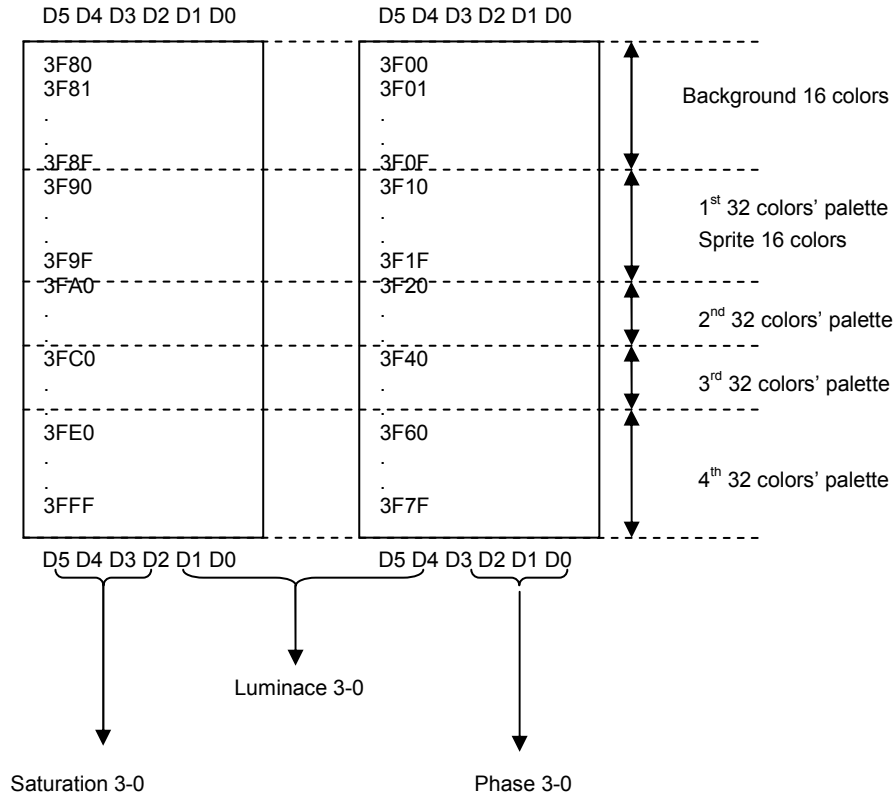 D5 D4 D3 D2 D1 D0 D5 D4 D3 D2 D1 D0
3F80 3F00
3F81 3F01
. .
. .
3F8F 3F0F
Background 16 colors
3F90 3F10
. .
. .
3F9F 3F1F
1st 32 colors’ palette
Sprite 16 colors
3FA0 3F20
. .
. .
2nd 32 colors’ palette
3FC0 3F40
. .
. .
3rd 32 colors’ palette
3FE0 3F60
. .
. .
3FFF 3F7F
4th 32 colors’ palette
D5 D4 D3 D2 D1 D0 D5 D4 D3 D2 D1 D0
Luminace 3-0
Saturation 3-0 Phase 3-0